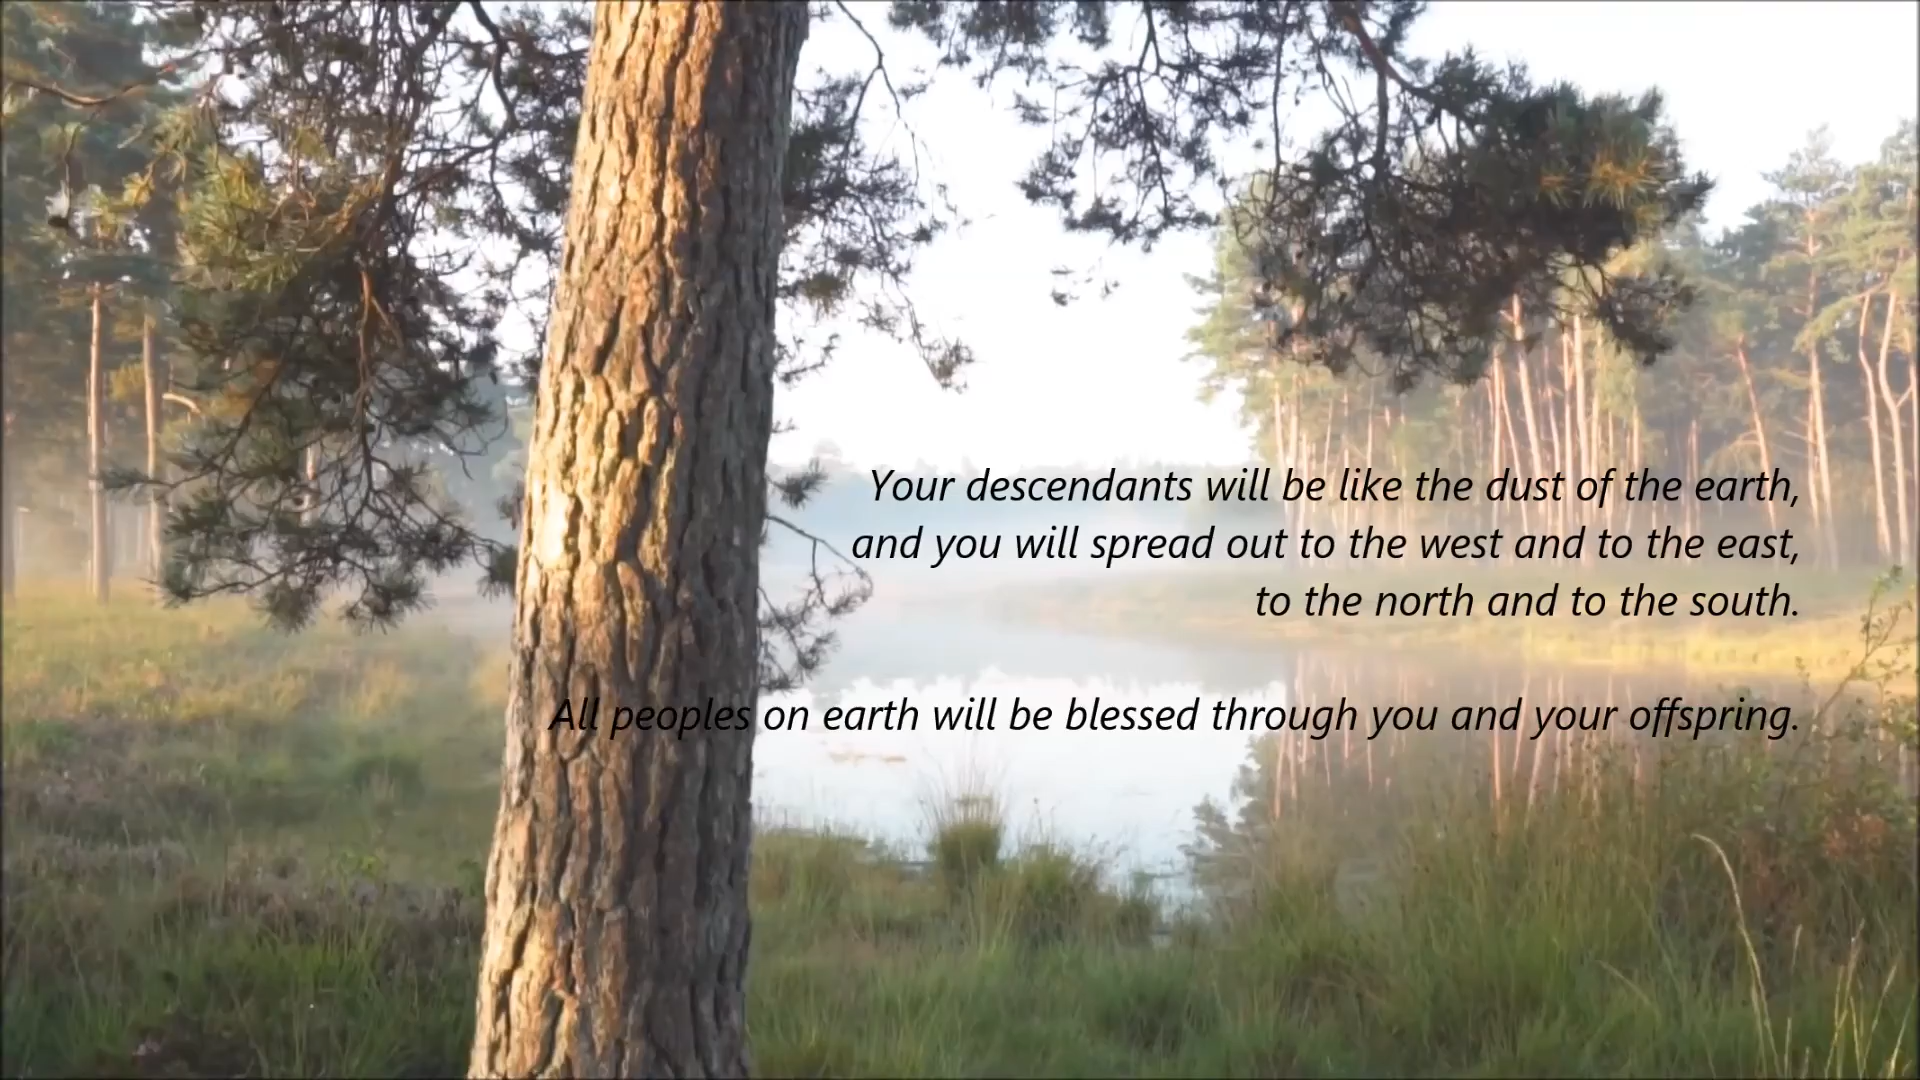 Your descendants will be like the dust of the earth,
and you will spread out to the west and to the east,
to the north and to the south.
All peoples on earth will be blessed through you and your offspring.